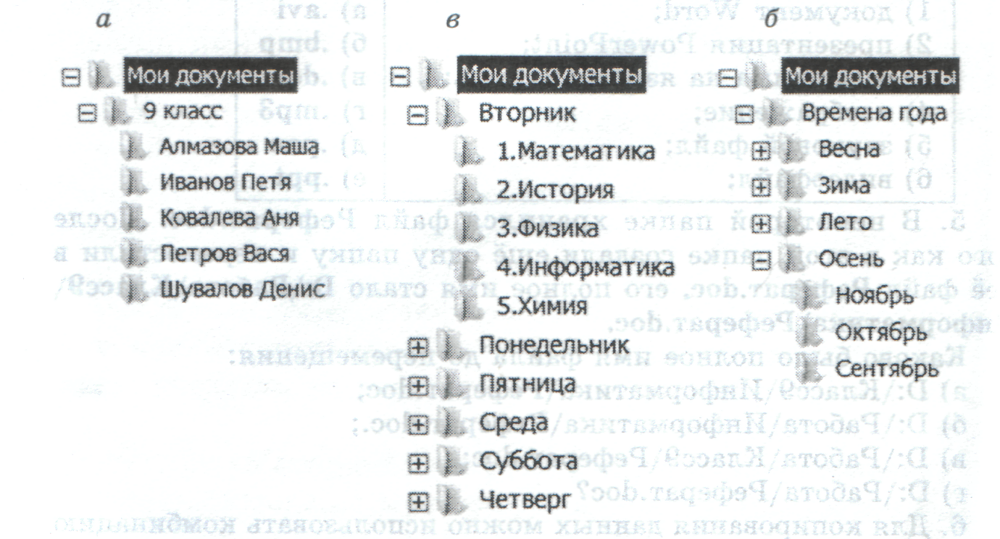 а
Мои документы
9 класс
Алмазова Маша
Иванов Петя
Ковалева Аня
Петров Вася
Шувалов Денис
в
Мои документы
Вторник
1.Математика
2.История
3.Физика
4.Информатика
5.Химия
Понедельник
Пятница
Среда
Суббота
Четверг
б
Мои документы
Времена года
Весна
Зима
Лето
Осень
Ноябрь
Октябрь
Сентябрь